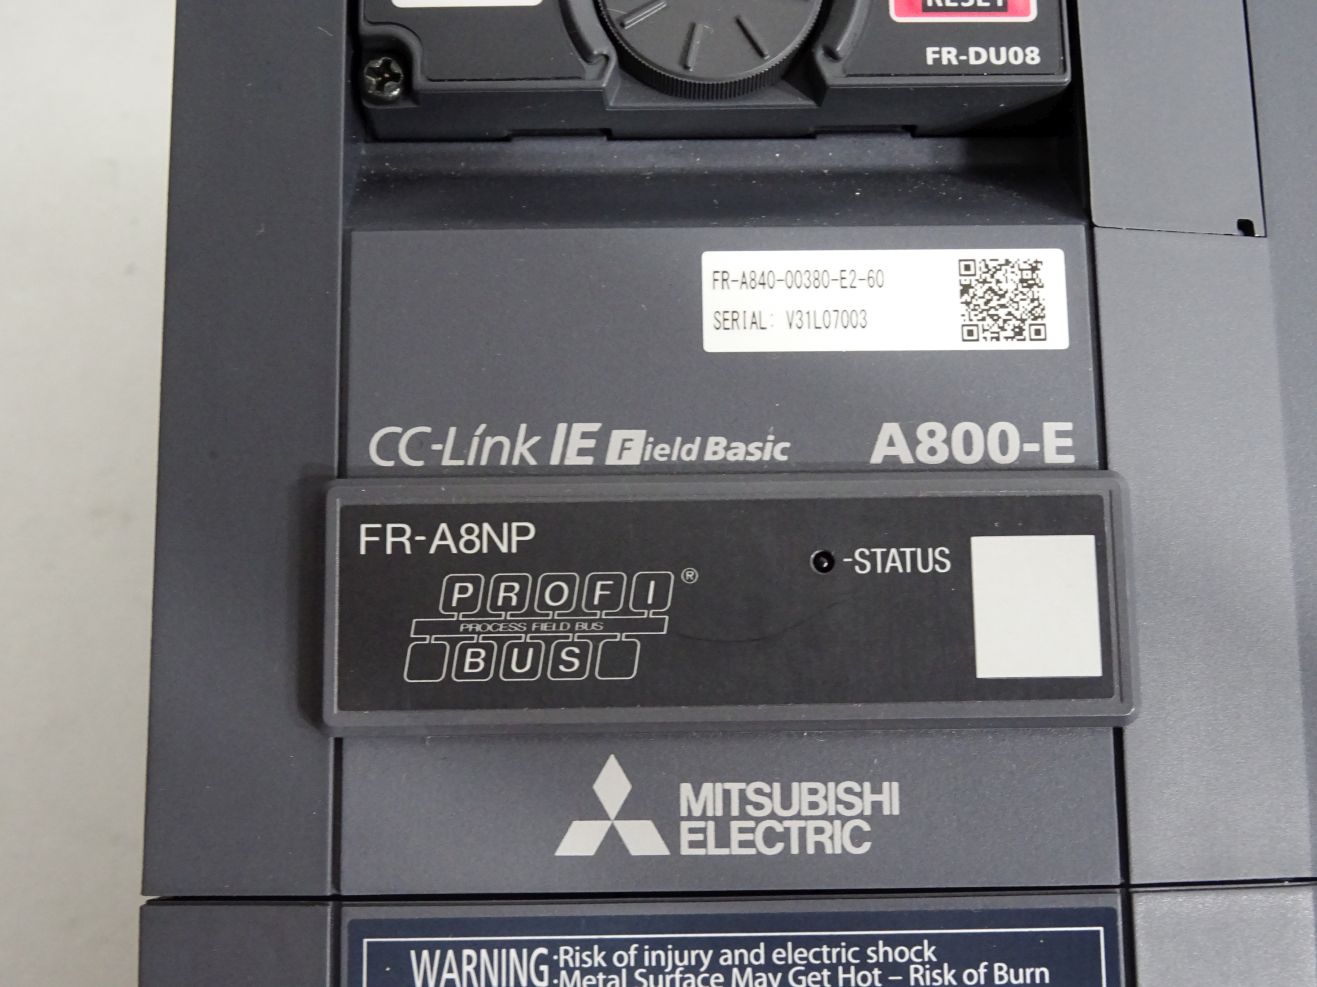 RESET
FR-DU08
FR-A840-00380-E2-60
SERIAL: V31L07003
CC-Link IE Field Basic
A800-E
FR-A8NP
-STATUS
PROFI®
PROCESS FIELD BUS
BUS
MITSUBISHI
ELECTRIC
WARNING
·Risk of injury and electric shock
·Metal Surface May Get Hot – Risk of Burn